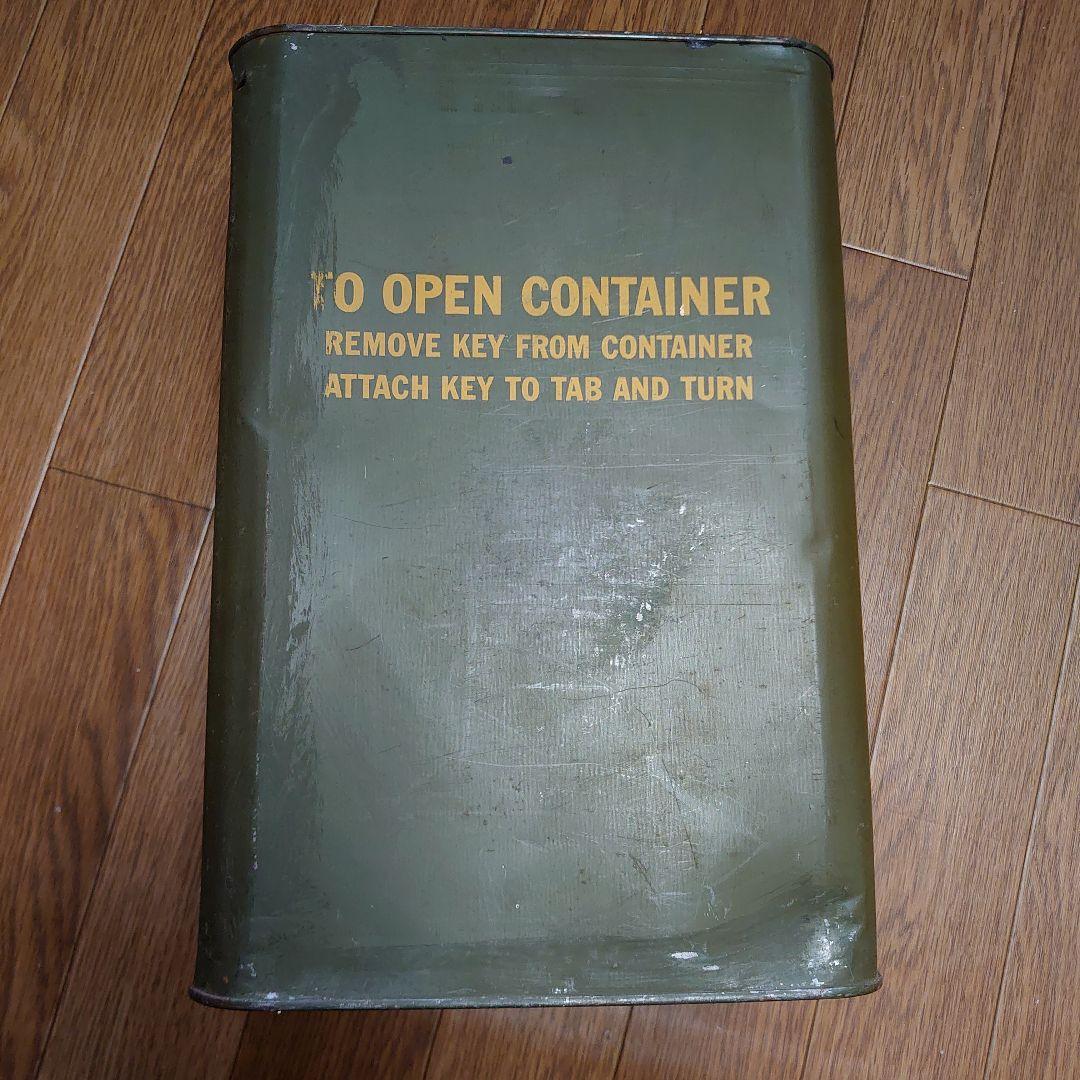 TO OPEN CONTAINER
REMOVE KEY FROM CONTAINER
ATTACH KEY TO TAB AND TURN